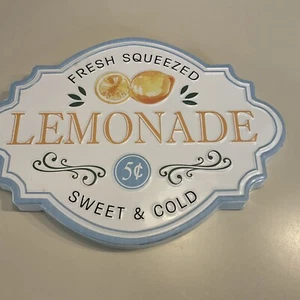 FRESH SQUEEZED
LEMONADE
5¢
SWEET & COLD